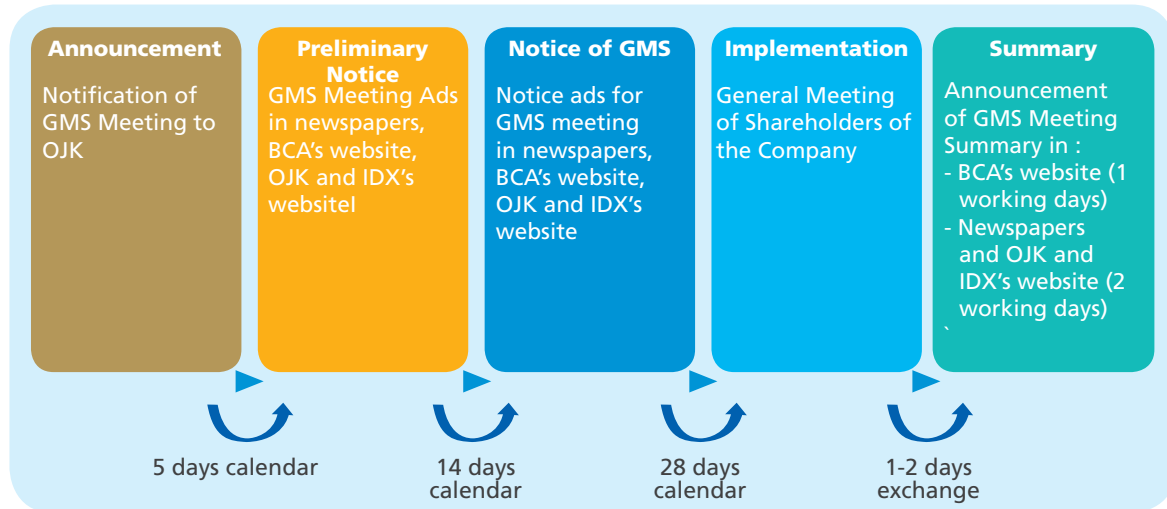 Announcement
Notification of
GMS Meeting to
OJK
Preliminary
Notice
GMS Meeting Ads
in newspapers,
BCA's website,
OJK and IDX's
websitel
Notice of GMS
Notice ads for
GMS meeting
in newspapers,
BCA's website,
OJK and IDX's
website
Implementation
General Meeting
of Shareholders of
the Company
Summary
Announcement
of GMS Meeting
Summary in :
- BCA's website (1
working days)
- Newspapers
and OJK and
IDX's website (2
working days)
`
5 days calendar
14 days
calendar
28 days
calendar
1-2 days
exchange